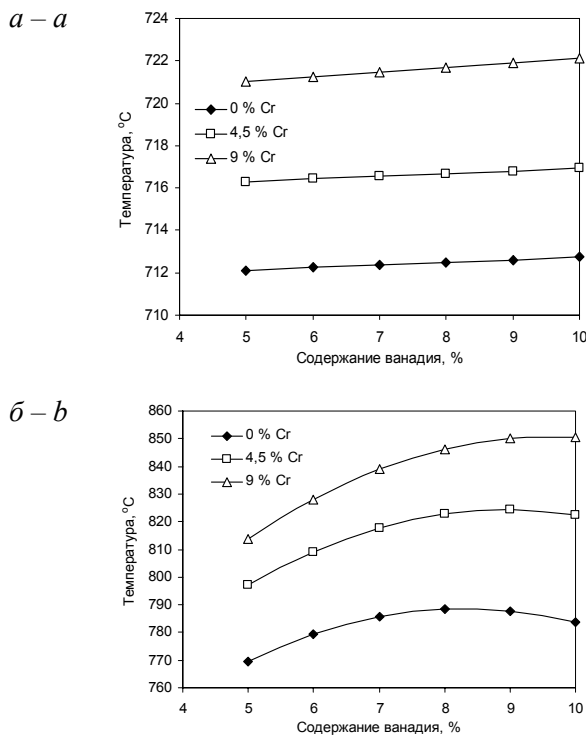 а – a
724
722
720
718
716
714
712
710
Температура, °С
0 % Cr
4,5 % Cr
9 % Cr
4 5 6 7 8 9 10
Содержание ванадия, %
б – b
860
850
840
830
820
810
800
790
780
770
760
Температура, °С
0 % Cr
4,5 % Cr
9 % Cr
4 5 6 7 8 9 10
Содержание ванадия, %